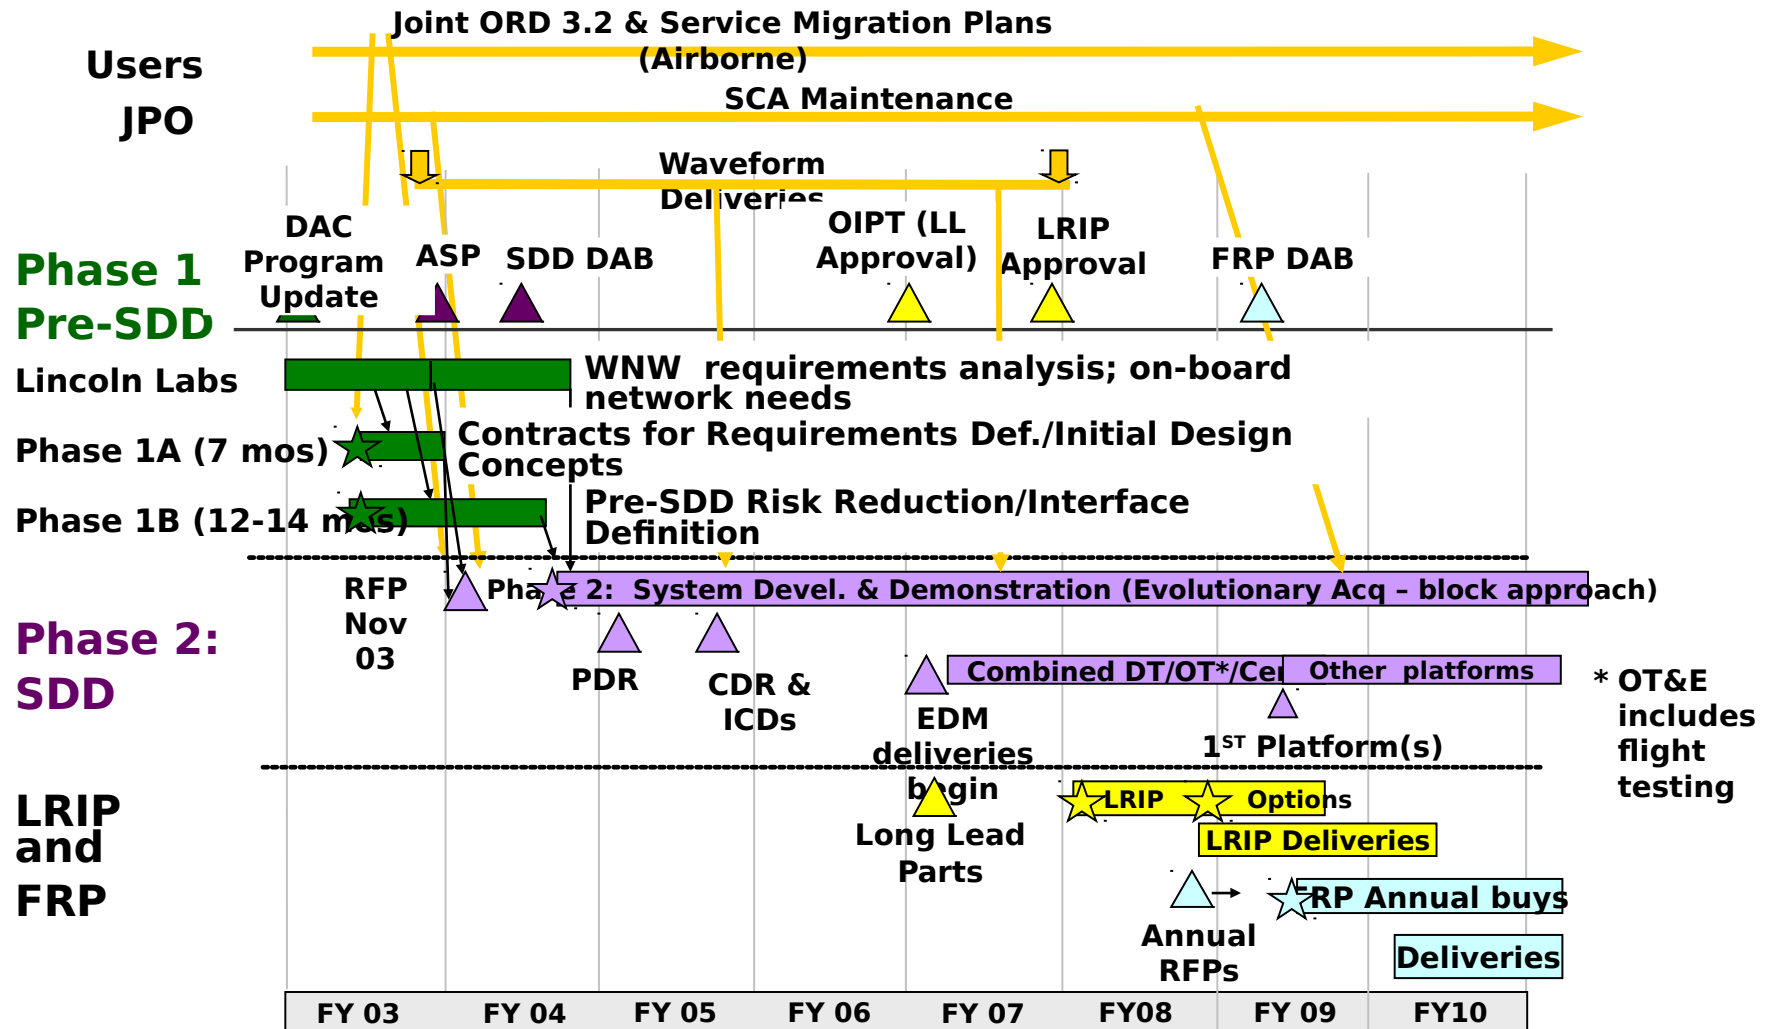 Joint ORD 3.2 & Service Migration Plans
(Airborne)
Users
SCA Maintenance
JPO
Waveform
Deliveries
DAC
Program
Update
ASP
SDD DAB
OIPT (LL
Approval)
LRIP
Approval
FRP DAB
Phase 1
Pre-SDD
Lincoln Labs
WNW requirements analysis; on-board
network needs
Phase 1A (7 mos)
Contracts for Requirements Def./Initial Design
Concepts
Phase 1B (12-14 mos)
Pre-SDD Risk Reduction/Interface
Definition
RFP
Nov
03
Phase 2: System Devel. & Demonstration (Evolutionary Acq – block approach)
Phase 2:
SDD
PDR
CDR &
ICDs
Combined DT/OT*/Cer
Other platforms
EDM
deliveries
begin
1ST Platform(s)
* OT&E
includes
flight
testing
LRIP
and
FRP
Long Lead
Parts
LRIP Options
LRIP Deliveries
FRP Annual buys
Annual
RFPs
Deliveries
FY 03 FY 04 FY 05 FY 06 FY 07 FY08 FY 09 FY10